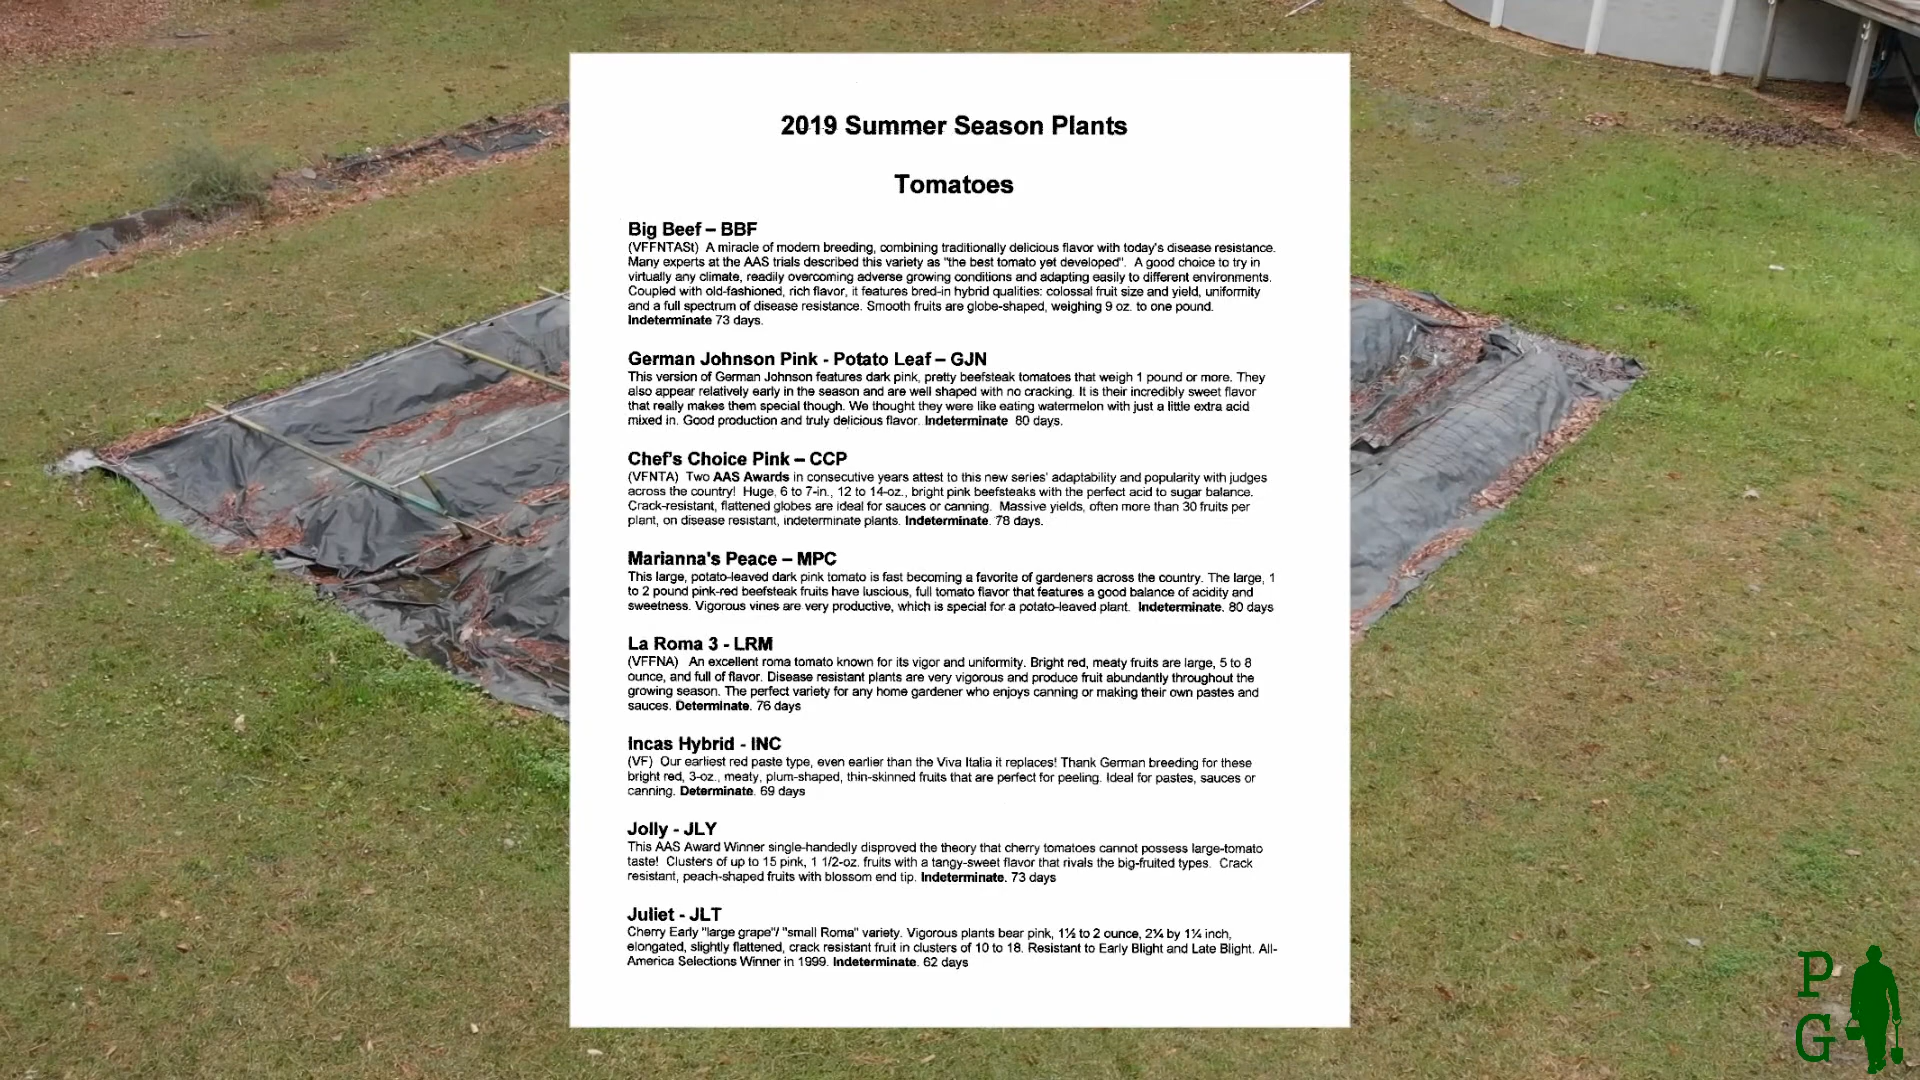 2019 Summer Season Plants
Tomatoes
Big Beef – BBF
(VFFNTASt) A miracle of modern breeding, combining traditionally delicious flavor with today's disease resistance.
Many experts at the AAS trials described this variety as "the best tomato yet developed". A good choice to try in
virtually any climate, readily overcoming adverse growing conditions and adapting easily to different environments.
Coupled with old-fashioned, rich flavor, it features bred-in hybrid qualities: colossal fruit size and yield, uniformity
and a full spectrum of disease resistance. Smooth fruits are globe-shaped, weighing 9 oz. to one pound.
Indeterminate 73 days.
German Johnson Pink - Potato Leaf – GJN
This version of German Johnson features dark pink, pretty beefsteak tomatoes that weigh 1 pound or more. They
also appear relatively early in the season and are well shaped with no cracking. It is their incredibly sweet flavor
that really makes them special though. We thought they were like eating watermelon with just a little extra acid
mixed in. Good production and truly delicious flavor. Indeterminate 80 days.
Chef's Choice Pink – CCP
(VFNTA) Two AAS Awards in consecutive years attest to this new series' adaptability and popularity with judges
across the country! Huge, 6 to 7-in., 12 to 14-oz., bright pink beefsteaks with the perfect acid to sugar balance.
Crack-resistant, flattened globes are ideal for sauces or canning. Massive yields, often more than 30 fruits per
plant, on disease resistant, indeterminate plants. Indeterminate. 78 days.
Marianna's Peace – MPC
This large, potato-leaved dark pink tomato is fast becoming a favorite of gardeners across the country. The large, 1
to 2 pound pink-red beefsteak fruits have luscious, full tomato flavor that features a good balance of acidity and
sweetness. Vigorous vines are very productive, which is special for a potato-leaved plant. Indeterminate. 80 days
La Roma 3 - LRM
(VFFNA) An excellent roma tomato known for its vigor and uniformity. Bright red, meaty fruits are large, 5 to 8
ounce, and full of flavor. Disease resistant plants are very vigorous and produce fruit abundantly throughout the
growing season. The perfect variety for any home gardener who enjoys canning or making their own pastes and
sauces. Determinate. 76 days
Incas Hybrid - INC
(VF) Our earliest red paste type, even earlier than the Viva Italia it replaces! Thank German breeding for these
bright red, 3-oz., meaty, plum-shaped, thin-skinned fruits that are perfect for peeling. Ideal for pastes, sauces or
canning. Determinate. 69 days
Jolly - JLY
This AAS Award Winner single-handedly disproved the theory that cherry tomatoes cannot possess large-tomato
taste! Clusters of up to 15 pink, 1 1/2-oz. fruits with a tangy-sweet flavor that rivals the big-fruited types. Crack
resistant, peach-shaped fruits with blossom end tip. Indeterminate. 73 days
Juliet - JLT
Cherry Early "large grape"/ "small Roma" variety. Vigorous plants bear pink, 1½ to 2 ounce, 2¼ by 1¼ inch,
elongated, slightly flattened, crack resistant fruit in clusters of 10 to 18. Resistant to Early Blight and Late Blight. All-
America Selections Winner in 1999. Indeterminate. 62 days
P
G